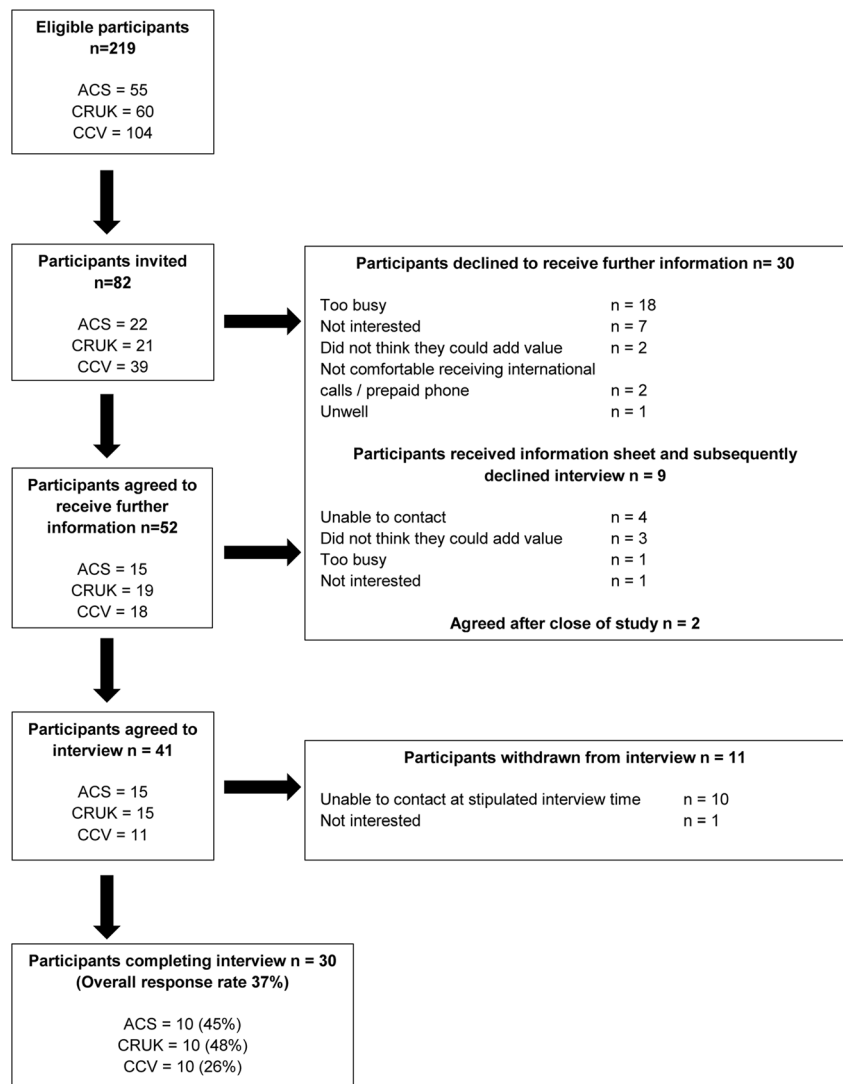 Eligible participants
n=219
ACS = 55
CRUK = 60
CCV = 104
Participants invited
n=82
ACS = 22
CRUK = 21
CCV = 39
Participants declined to receive further information n= 30
Too busy n = 18
Not interested n = 7
Did not think they could add value n = 2
Not comfortable receiving international
calls / prepaid phone n = 2
Unwell n = 1
Participants received information sheet and subsequently
declined interview n = 9
Unable to contact n = 4
Did not think they could add value n = 3
Too busy n = 1
Not interested n = 1
Agreed after close of study n = 2
Participants agreed to
receive further
information n=52
ACS = 15
CRUK = 19
CCV = 18
Participants agreed to
interview n = 41
ACS = 15
CRUK = 15
CCV = 11
Participants withdrawn from interview n = 11
Unable to contact at stipulated interview time n = 10
Not interested n = 1
Participants completing interview n = 30
(Overall response rate 37%)
ACS = 10 (45%)
CRUK = 10 (48%)
CCV = 10 (26%)